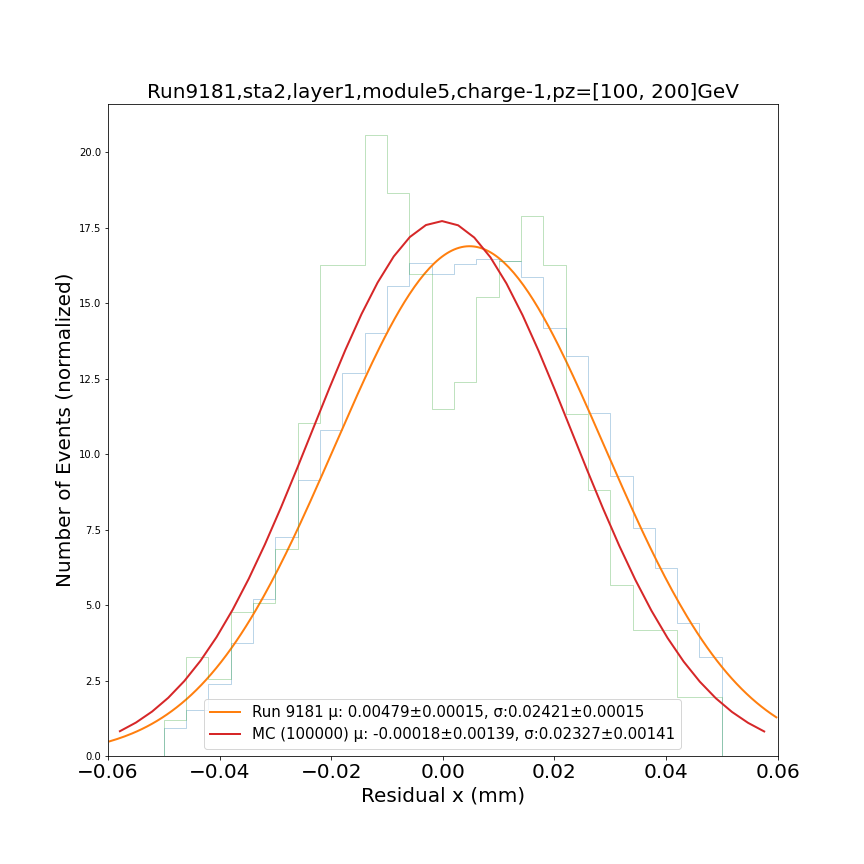 Run9181,sta2,layer1,module5,charge-1,pz=[100, 200]GeV
Number of Events (normalized)
20.0
17.5
15.0
12.5
10.0
7.5
5.0
2.5
0.0
Run 9181 μ: 0.00479±0.00015, σ:0.02421±0.00015
MC (100000) μ: -0.00018±0.00139, σ:0.02327±0.00141
−0.06 −0.04 −0.02 0.00 0.02 0.04 0.06
Residual x (mm)